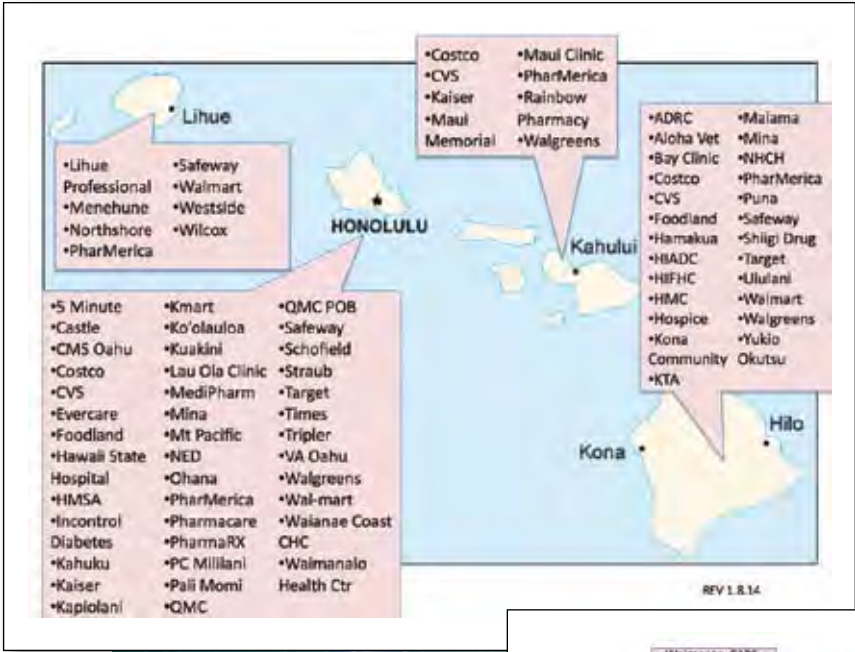 •Costco
•CVS
•Kaiser
•Maui
Memorial
•Maui Clinic
•PharMerica
•Rainbow
Pharmacy
•Walgreens
Lihue
•Lihue
Professional
•Menehune
•Northshore
•PharMerica
•Safeway
•Walmart
•Westside
•Wilcox
HONOLULU
Kahului
•ADRC
•Aloha Vet
•Bay Clinic
•Costco
•CVS
•Foodland
•Hamakua
•HIADC
•HIFHC
•HMC
•Hospice
•Kona
Community
•KTA
•Malama
•Mina
•NHCH
•PharMerica
•Puna
•Safeway
•Shiigi Drug
•Target
•Ululani
•Walmart
•Walgreens
•Yukio
Okutsu
•5 Minute
•Castle
•CMS Oahu
•Costco
•CVS
•Evercare
•Foodland
•Hawaii State
Hospital
•HMSA
•Incontrol
Diabetes
•Kahuku
•Kaiser
•Kapiolani
•Kmart
•Ko'olauloa
•Kuakini
•Lau Ola Clinic
•MediPharm
•Mina
•Mt Pacific
•NED
•Ohana
•PharMerica
•Pharmacare
•PharmaRX
•PC Mililani
•Pali Momi
•QMC
•QMC POB
•Safeway
•Schofield
•Straub
•Target
•Times
•Tripler
•VA Oahu
•Walgreens
•Wal-mart
•Waianae Coast
CHC
•Waimanalo
Health Ctr
Kona
Hilo
REV 1.8.14